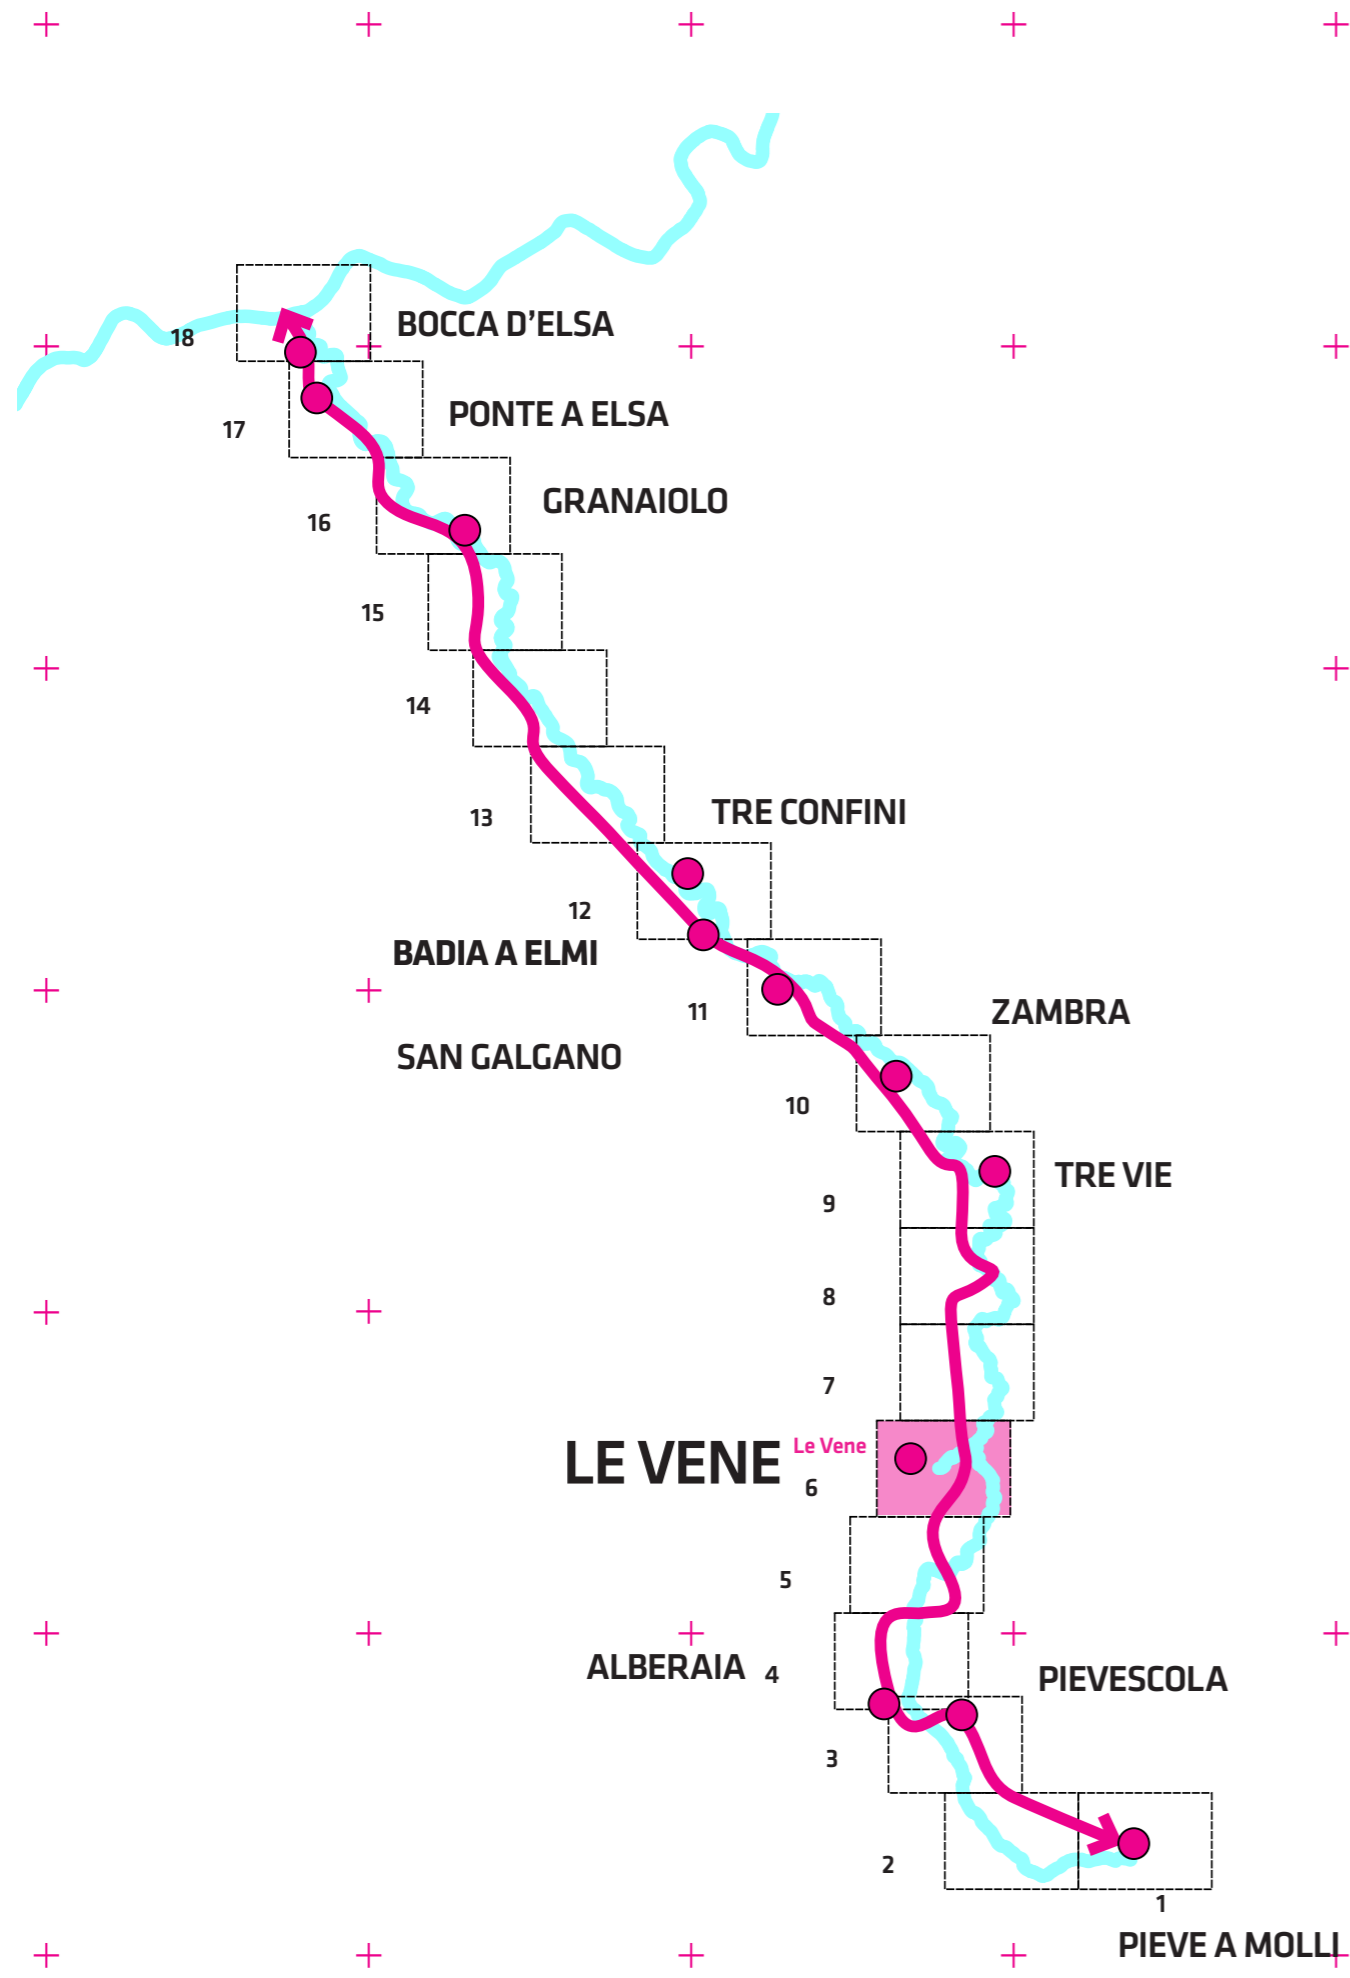 BOCCA D'ELSA
18
PONTE A ELSA
17
GRANAIOLO
16
15
14
TRE CONFINI
13
12
BADIA A ELMI
11
ZAMBRA
SAN GALGANO
10
TRE VIE
9
8
7
LE VENE
Le Vene
6
5
ALBERAIA
4
PIEVESCOLA
3
2
1
PIEVE A MOLLI